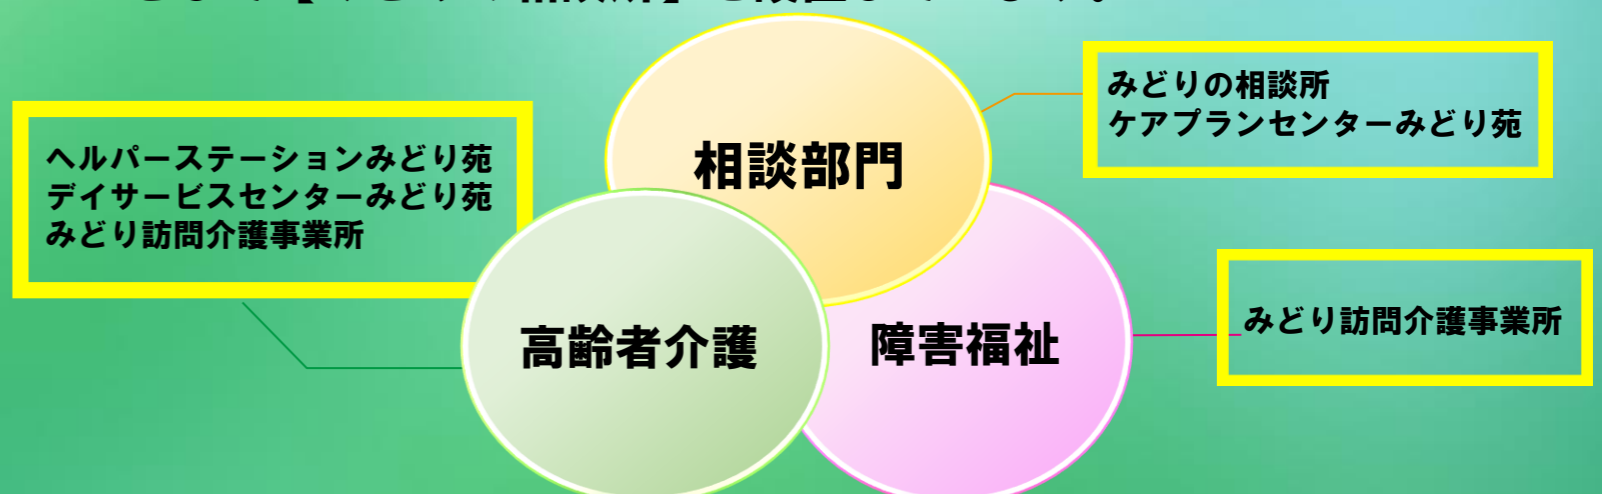 相談部門
みどりの相談所
ケアプランセンターみどり苑
ヘルパーステーションみどり苑
デイサービスセンターみどり苑
みどり訪問介護事業所
高齢者介護
障害福祉
みどり訪問介護事業所